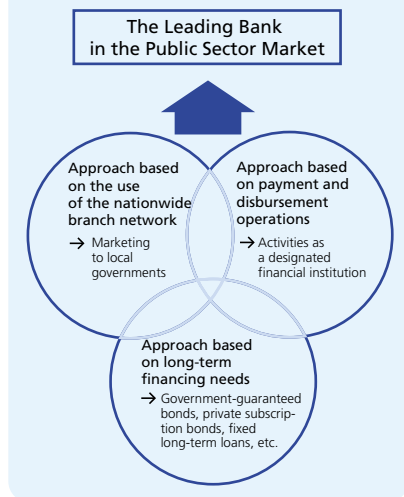 The Leading Bank
in the Public Sector Market
Approach based
on the use
of the nationwide
branch network
→ Marketing
to local
governments
Approach based
on payment and
disbursement
operations
→ Activities as
a designated
financial institution
Approach based
on long-term
financing needs
→ Government-guaranteed
bonds, private subscrip-
tion bonds, fixed
long-term loans, etc.